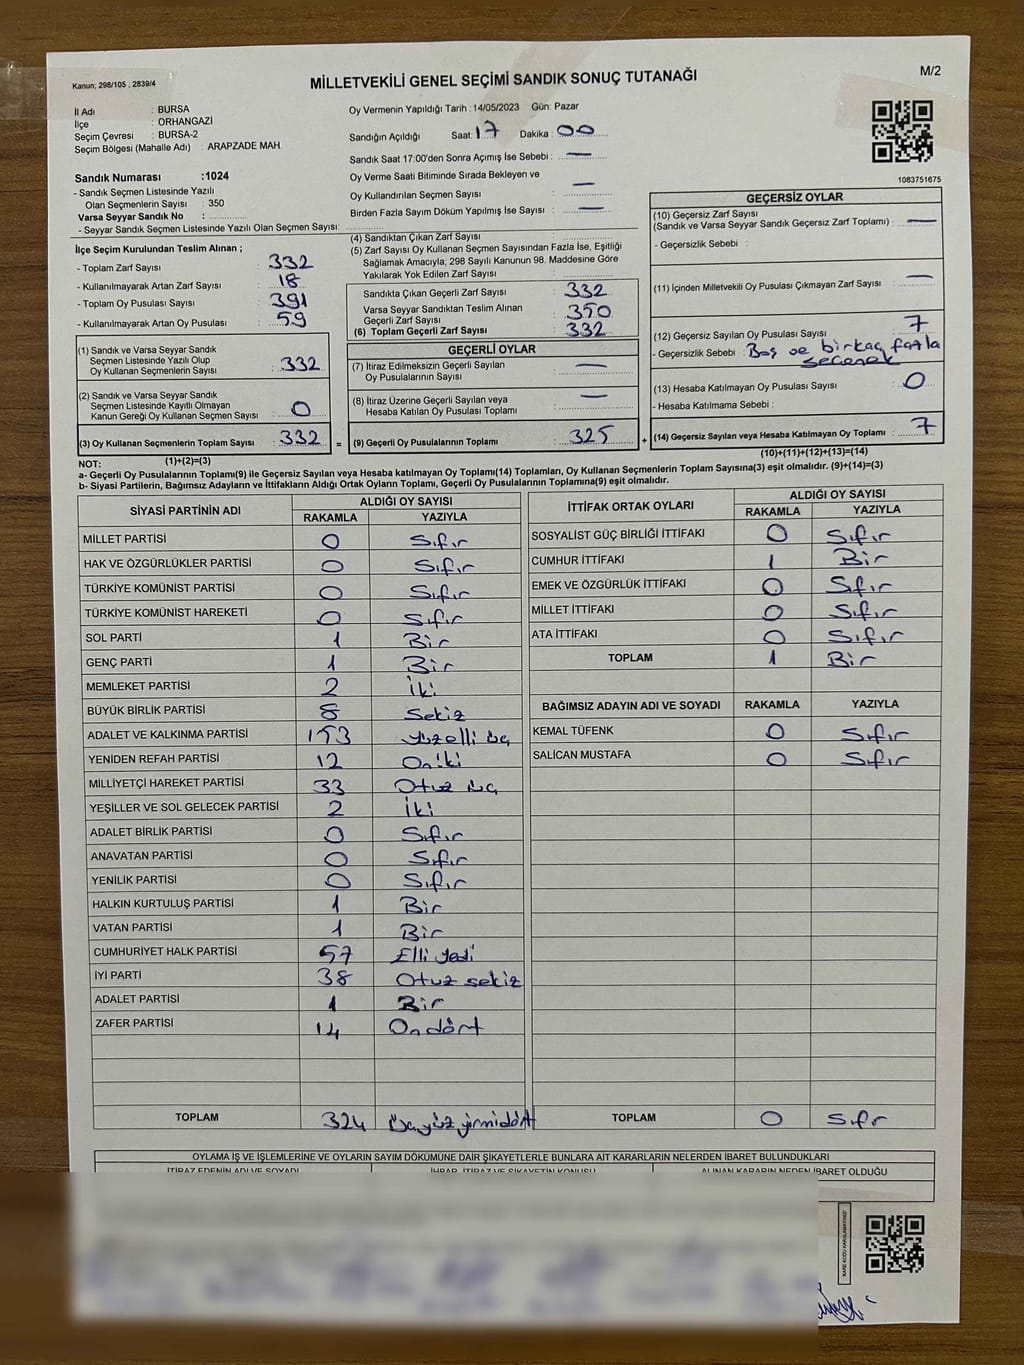 Kanun; 298/105 , 2839/4
MİLLETVEKİLİ GENEL SEÇİMİ SANDIK SONUÇ TUTANAĞI
M/2
İl Adı : BURSA
İlçe : ORHANGAZİ
Seçim Çevresi : BURSA-2
Seçim Bölgesi (Mahalle Adı) : ARAPZADE MAH.
Oy Vermenin Yapıldığı Tarih : 14/05/2023 Gün: Pazar
Sandığın Açıldığı Saat: 17 Dakika : 00
Sandık Saat 17:00'den Sonra Açımış İse Sebebi : —
Oy Verme Saati Bitiminde Sırada Bekleyen ve
Oy Kullandırılan Seçmen Sayısı —
Birden Fazla Sayım Döküm Yapılmış İse Sayısı : —
1083751675
Sandık Numarası :1024
- Sandık Seçmen Listesinde Yazılı
Olan Seçmenlerin Sayısı : 350
Varsa Seyyar Sandık No :
- Seyyar Sandık Seçmen Listesinde Yazılı Olan Seçmen Sayısı:
İlçe Seçim Kurulundan Teslim Alınan ;
- Toplam Zarf Sayısı : 332
- Kullanılmayarak Artan Zarf Sayısı : 18
- Toplam Oy Pusulası Sayısı : 391
- Kullanılmayarak Artan Oy Pusulası : 59
(1) Sandık ve Varsa Seyyar Sandık
Seçmen Listesinde Yazılı Olup
Oy Kullanan Seçmenlerin Sayısı : 332
(2) Sandık ve Varsa Seyyar Sandık
Seçmen Listesinde Kayıtlı Olmayan
Kanun Gereği Oy Kullanan Seçmen Sayısı : 0
(3) Oy Kullanan Seçmenlerin Toplam Sayısı : 332 =
(1)+(2)=(3)
(4) Sandıktan Çıkan Zarf Sayısı :
(5) Zarf Sayısı Oy Kullanan Seçmen Sayısından Fazla İse, Eşitliği
Sağlamak Amacıyla; 298 Sayılı Kanunun 98. Maddesine Göre
Yakılarak Yok Edilen Zarf Sayısı :
Sandıkta Çıkan Geçerli Zarf Sayısı : 332
Varsa Seyyar Sandıktan Teslim Alınan
Geçerli Zarf Sayısı : 350
(6) Toplam Geçerli Zarf Sayısı : 332
GEÇERLİ OYLAR
(7) İtiraz Edilmeksizin Geçerli Sayılan
Oy Pusulalarının Sayısı : —
(8) İtiraz Üzerine Geçerli Sayılan veya
Hesaba Katılan Oy Pusulası Toplamı : —
(9) Geçerli Oy Pusulalarının Toplamı : 325 +
GEÇERSİZ OYLAR
(10) Geçersiz Zarf Sayısı
(Sandık ve Varsa Seyyar Sandık Geçersiz Zarf Toplamı) : —
- Geçersizlik Sebebi :
(11) İçinden Milletvekili Oy Pusulası Çıkmayan Zarf Sayısı : —
(12) Geçersiz Sayılan Oy Pusulası Sayısı : 7
- Geçersizlik Sebebi : Boş ve birkaç fazla
seçenek
(13) Hesaba Katılmayan Oy Pusulası Sayısı : 0
- Hesaba Katılmama Sebebi :
(14) Geçersiz Sayılan veya Hesaba Katılmayan Oy Toplamı : 7
(10)+(11)+(12)+(13)=(14)
NOT:
a- Geçerli Oy Pusulalarının Toplamı(9) ile Geçersiz Sayılan veya Hesaba katılmayan Oy Toplamı(14) Toplamları, Oy Kullanan Seçmenlerin Toplam Sayısına(3) eşit olmalıdır. (9)+(14)=(3)
b- Siyasi Partilerin, Bağımsız Adayların ve İttifakların Aldığı Ortak Oyların Toplamı, Geçerli Oy Pusulalarının Toplamına(9) eşit olmalıdır.
SİYASİ PARTİNİN ADI ALDIĞI OY SAYISI
RAKAMLA YAZIYLA
MİLLET PARTİSİ 0 Sıfır
HAK VE ÖZGÜRLÜKLER PARTİSİ 0 Sıfır
TÜRKİYE KOMÜNİST PARTİSİ 0 Sıfır
TÜRKİYE KOMÜNİST HAREKETİ 0 Sıfır
SOL PARTİ 1 Bir
GENÇ PARTİ 1 Bir
MEMLEKET PARTİSİ 2 İki
BÜYÜK BİRLİK PARTİSİ 8 Sekiz
ADALET VE KALKINMA PARTİSİ 153 Yüzelli üç
YENİDEN REFAH PARTİSİ 12 Oniki
MİLLİYETÇİ HAREKET PARTİSİ 33 Otuz üç
YEŞİLLER VE SOL GELECEK PARTİSİ 2 İki
ADALET BİRLİK PARTİSİ 0 Sıfır
ANAVATAN PARTİSİ 0 Sıfır
YENİLİK PARTİSİ 0 Sıfır
HALKIN KURTULUŞ PARTİSİ 1 Bir
VATAN PARTİSİ 1 Bir
CUMHURİYET HALK PARTİSİ 57 Elli yedi
İYİ PARTİ 38 Otuz sekiz
ADALET PARTİSİ 1 Bir
ZAFER PARTİSİ 14 On dört
TOPLAM 324 Üçyüz yirmidört
İTTİFAK ORTAK OYLARI ALDIĞI OY SAYISI
RAKAMLA YAZIYLA
SOSYALİST GÜÇ BİRLİĞİ İTTİFAKI 0 Sıfır
CUMHUR İTTİFAKI 1 Bir
EMEK VE ÖZGÜRLÜK İTTİFAKI 0 Sıfır
MİLLET İTTİFAKI 0 Sıfır
ATA İTTİFAKI 0 Sıfır
TOPLAM 1 Bir
BAĞIMSIZ ADAYIN ADI VE SOYADI RAKAMLA YAZIYLA
KEMAL TÜFENK 0 Sıfır
SALİCAN MUSTAFA 0 Sıfır
TOPLAM 0 Sıfır
OYLAMA İŞ VE İŞLEMLERİNE VE OYLARIN SAYIM DÖKÜMÜNE DAİR ŞİKAYETLERLE BUNLARA AİT KARARLARIN NELERDEN İBARET BULUNDUKLARI
İTİRAZ EDENİN ADI VE SOYADI İHBAR, İTİRAZ VE ŞİKAYETİN KONUSU ALINAN KARARIN NEDEN İBARET OLDUĞU